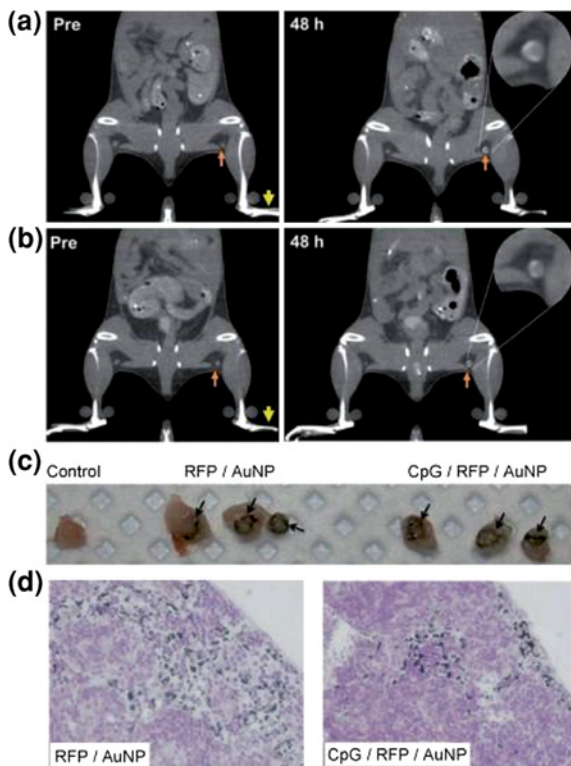 (a)
Pre
48 h
(b)
Pre
48 h
(c)
Control
RFP / AuNP
CpG / RFP / AuNP
(d)
RFP / AuNP
CpG / RFP / AuNP